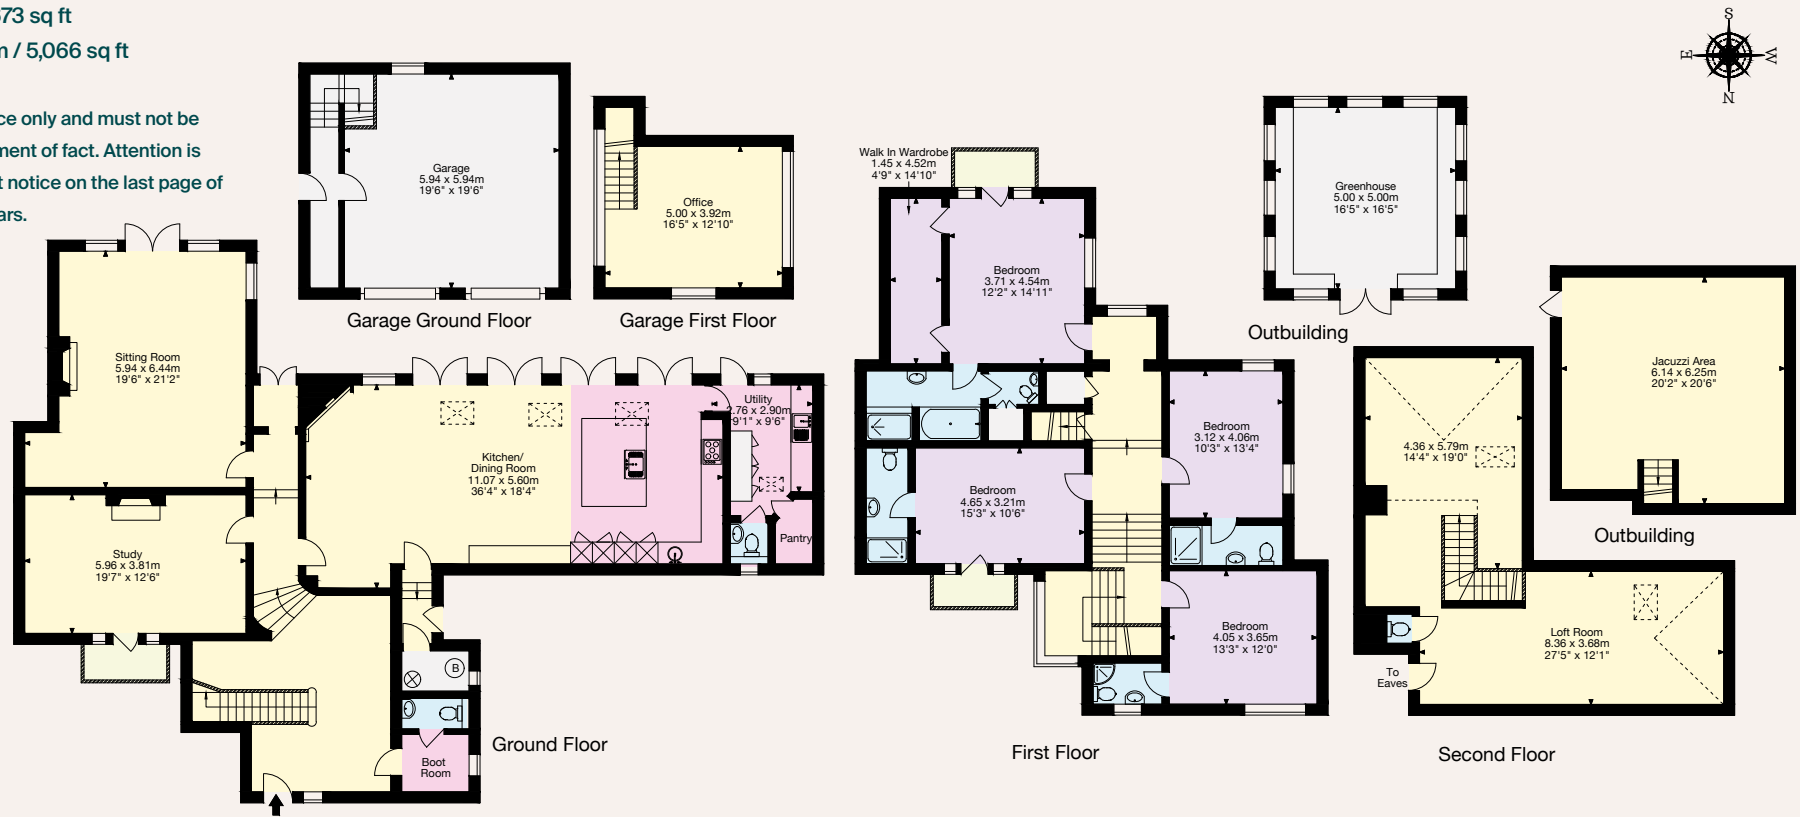 673 sq ft
m / 5,066 sq ft
ce only and must not be
ment of fact. Attention is
t notice on the last page of
ars.
S
E
W
N
Garage
5.94 x 5.94m
19'6" x 19'6"
Garage Ground Floor
Office
5.00 x 3.92m
16'5" x 12'10"
Garage First Floor
Sitting Room
5.94 x 6.44m
19'6" x 21'2"
Study
5.96 x 3.81m
19'7" x 12'6"
Kitchen/
Dining Room
11.07 x 5.60m
36'4" x 18'4"
Utility
2.76 x 2.90m
9'1" x 9'6"
Pantry
B
Boot
Room
Ground Floor
Walk In Wardrobe
1.45 x 4.52m
4'9" x 14'10"
Bedroom
3.71 x 4.54m
12'2" x 14'11"
Bedroom
4.65 x 3.21m
15'3" x 10'6"
Bedroom
3.12 x 4.06m
10'3" x 13'4"
Bedroom
4.05 x 3.65m
13'3" x 12'0"
First Floor
Greenhouse
5.00 x 5.00m
16'5" x 16'5"
Outbuilding
Jacuzzi Area
6.14 x 6.25m
20'2" x 20'6"
Outbuilding
4.36 x 5.79m
14'4" x 19'0"
Loft Room
8.36 x 3.68m
27'5" x 12'1"
To
Eaves
Second Floor